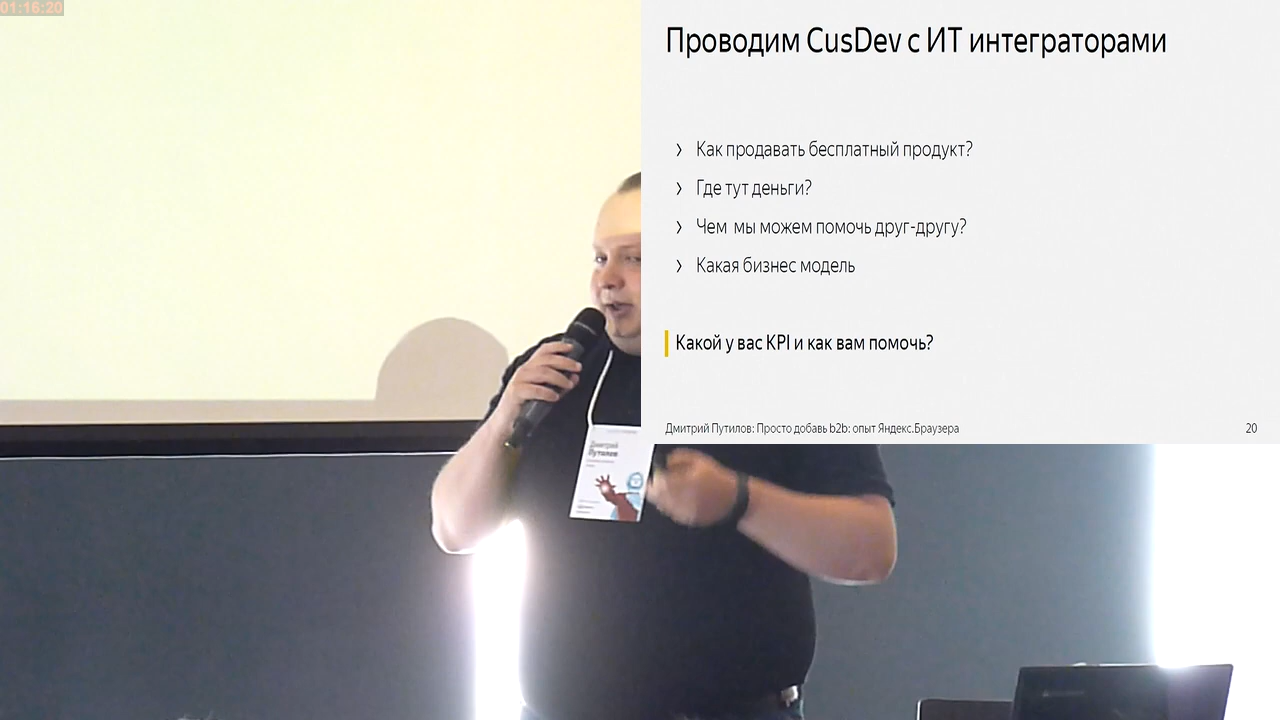 01:16:20
Проводим CusDev с ИТ интеграторами
› Как продавать бесплатный продукт?
› Где тут деньги?
› Чем мы можем помочь друг-другу?
› Какая бизнес модель
Какой у вас KPI и как вам помочь?
Дмитрий Путилов: Просто добавь b2b: опыт Яндекс.Браузера
20
Дмитрий
Путилов